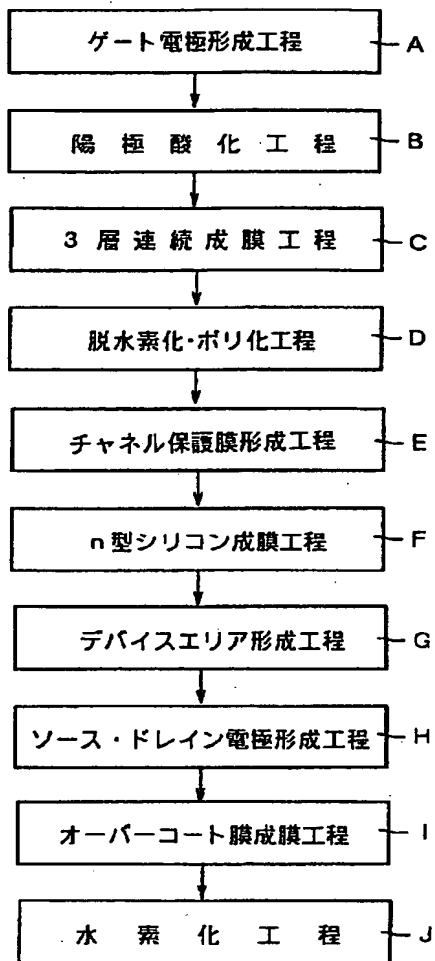 ゲート電極形成工程 A
陽極酸化工程 B
3層連続成膜工程 C
脱水素化・ポリ化工程 D
チャネル保護膜形成工程 E
n型シリコン成膜工程 F
デバイスエリア形成工程 G
ソース・ドレイン電極形成工程 H
オーバーコート膜成膜工程 I
水素化工程 J